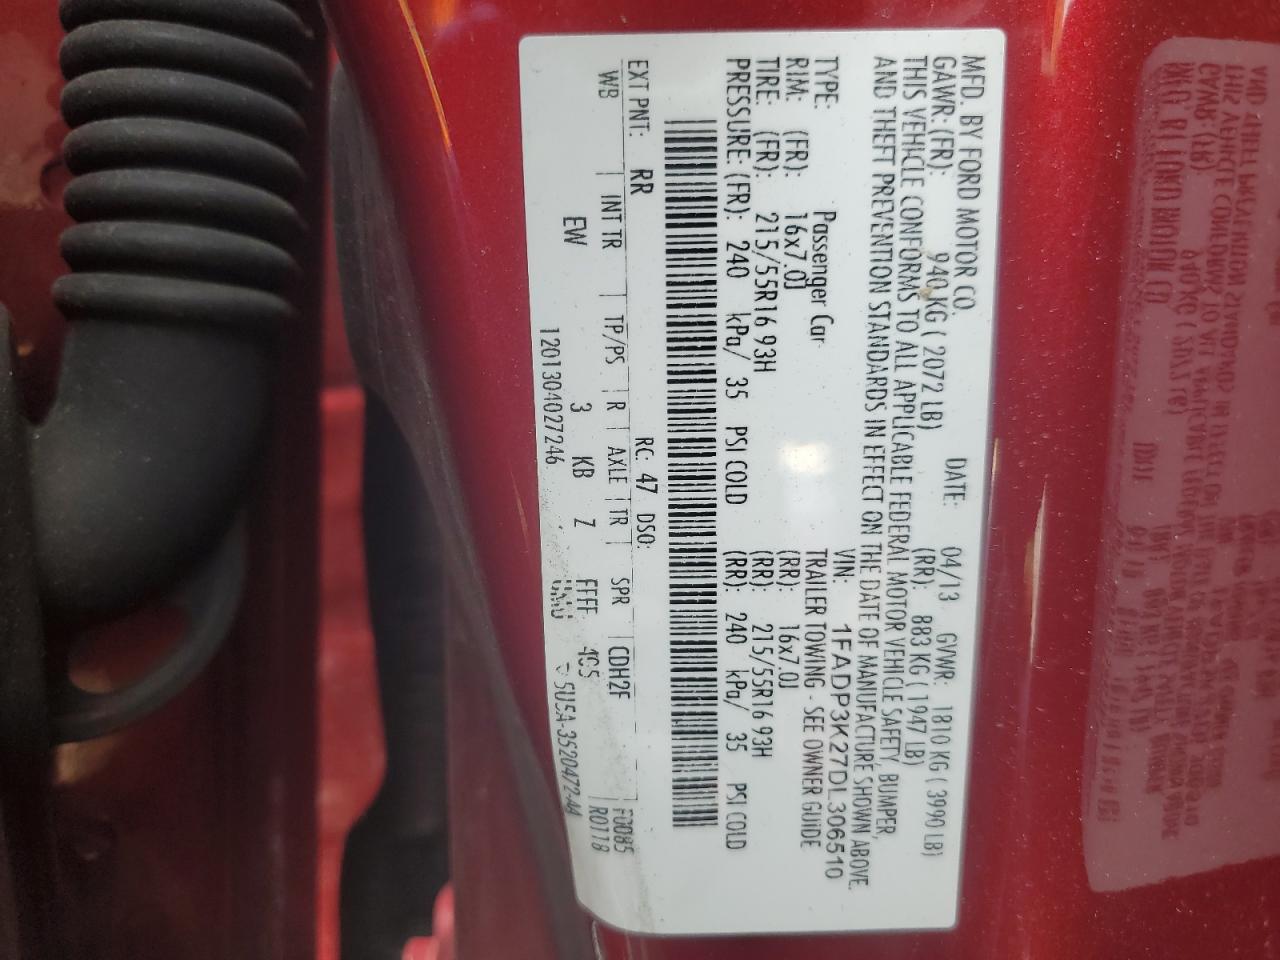 MFD. BY FORD MOTOR CO.
DATE: 04/13 GVWR: 1810 KG ( 3990 LB)
GAWR: (FR): 940 KG ( 2072 LB) (RR): 883 KG ( 1947 LB)
THIS VEHICLE CONFORMS TO ALL APPLICABLE FEDERAL MOTOR VEHICLE SAFETY, BUMPER,
AND THEFT PREVENTION STANDARDS IN EFFECT ON THE DATE OF MANUFACTURE SHOWN ABOVE.
VIN: 1FADP3K27DL306510
TYPE: Passenger Car TRAILER TOWING - SEE OWNER GUIDE
RIM: (FR): 16x7.0J (RR): 16x7.0J
TIRE: (FR): 215/55R16 93H (RR): 215/55R16 93H
PRESSURE: (FR): 240 kPa/ 35 PSI COLD (RR): 240 kPa/ 35 PSI COLD
EXT PNT: RR RC: 47 DSO: F0085
WB INT TR TP/PS R AXLE TR SPR CDH2F R0118
EW 3 KB Z FFFF
120130402 7246 5U5A-3520472-AA